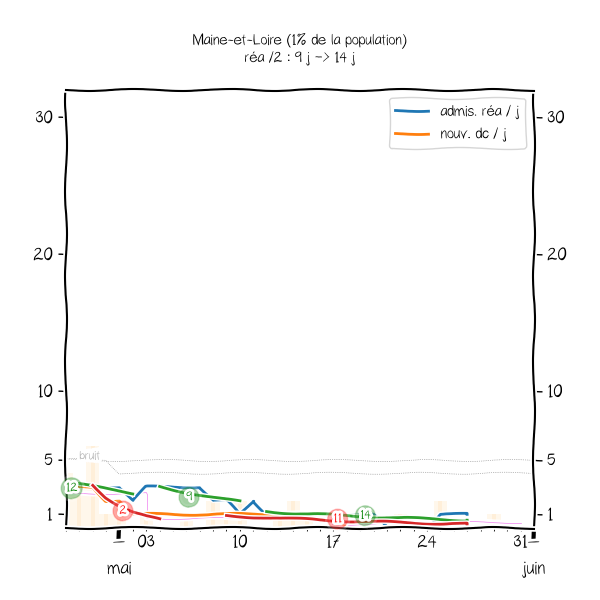 Maine-et-Loire (1% de la population)
réa /2 : 9 j -> 14 j
admis. réa / j
nouv. dc / j
30
30
20
20
10
10
5
5
bruit
12
9
2
11
14
1
1
03
10
17
24
31
mai
juin